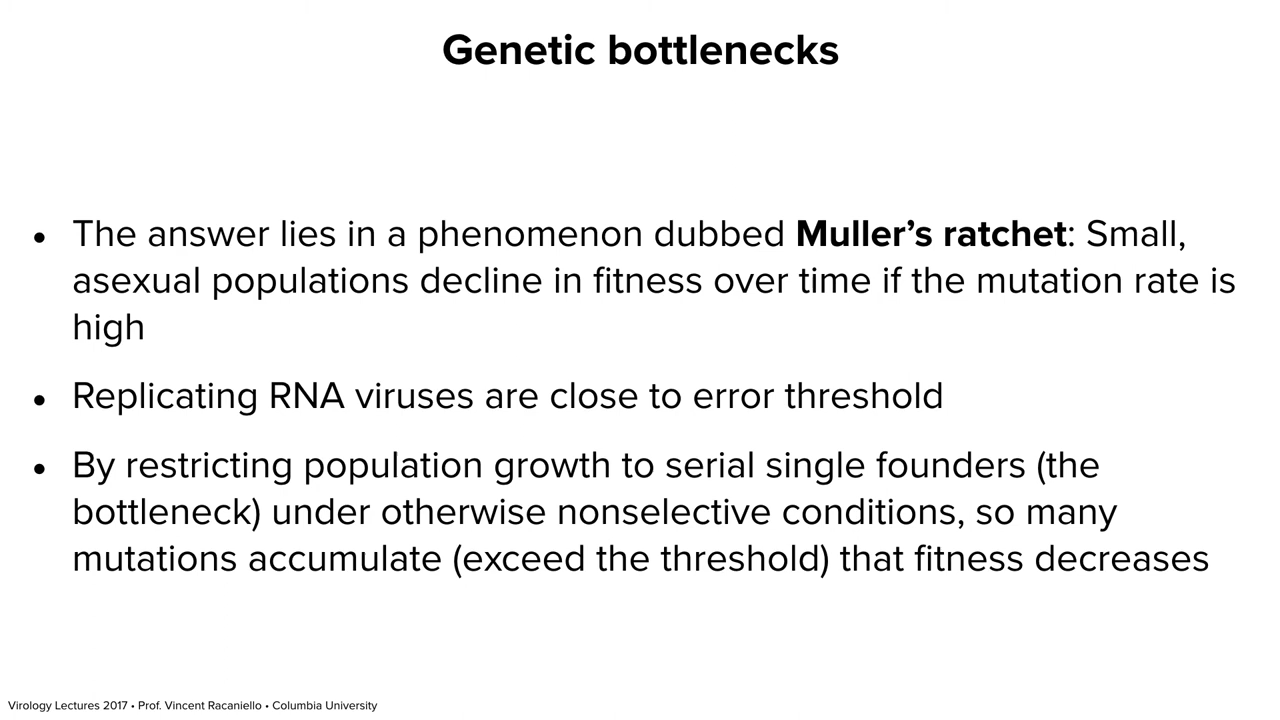 Genetic bottlenecks
• The answer lies in a phenomenon dubbed Muller’s ratchet: Small,
asexual populations decline in fitness over time if the mutation rate is
high
• Replicating RNA viruses are close to error threshold
• By restricting population growth to serial single founders (the
bottleneck) under otherwise nonselective conditions, so many
mutations accumulate (exceed the threshold) that fitness decreases
Virology Lectures 2017 • Prof. Vincent Racaniello • Columbia University